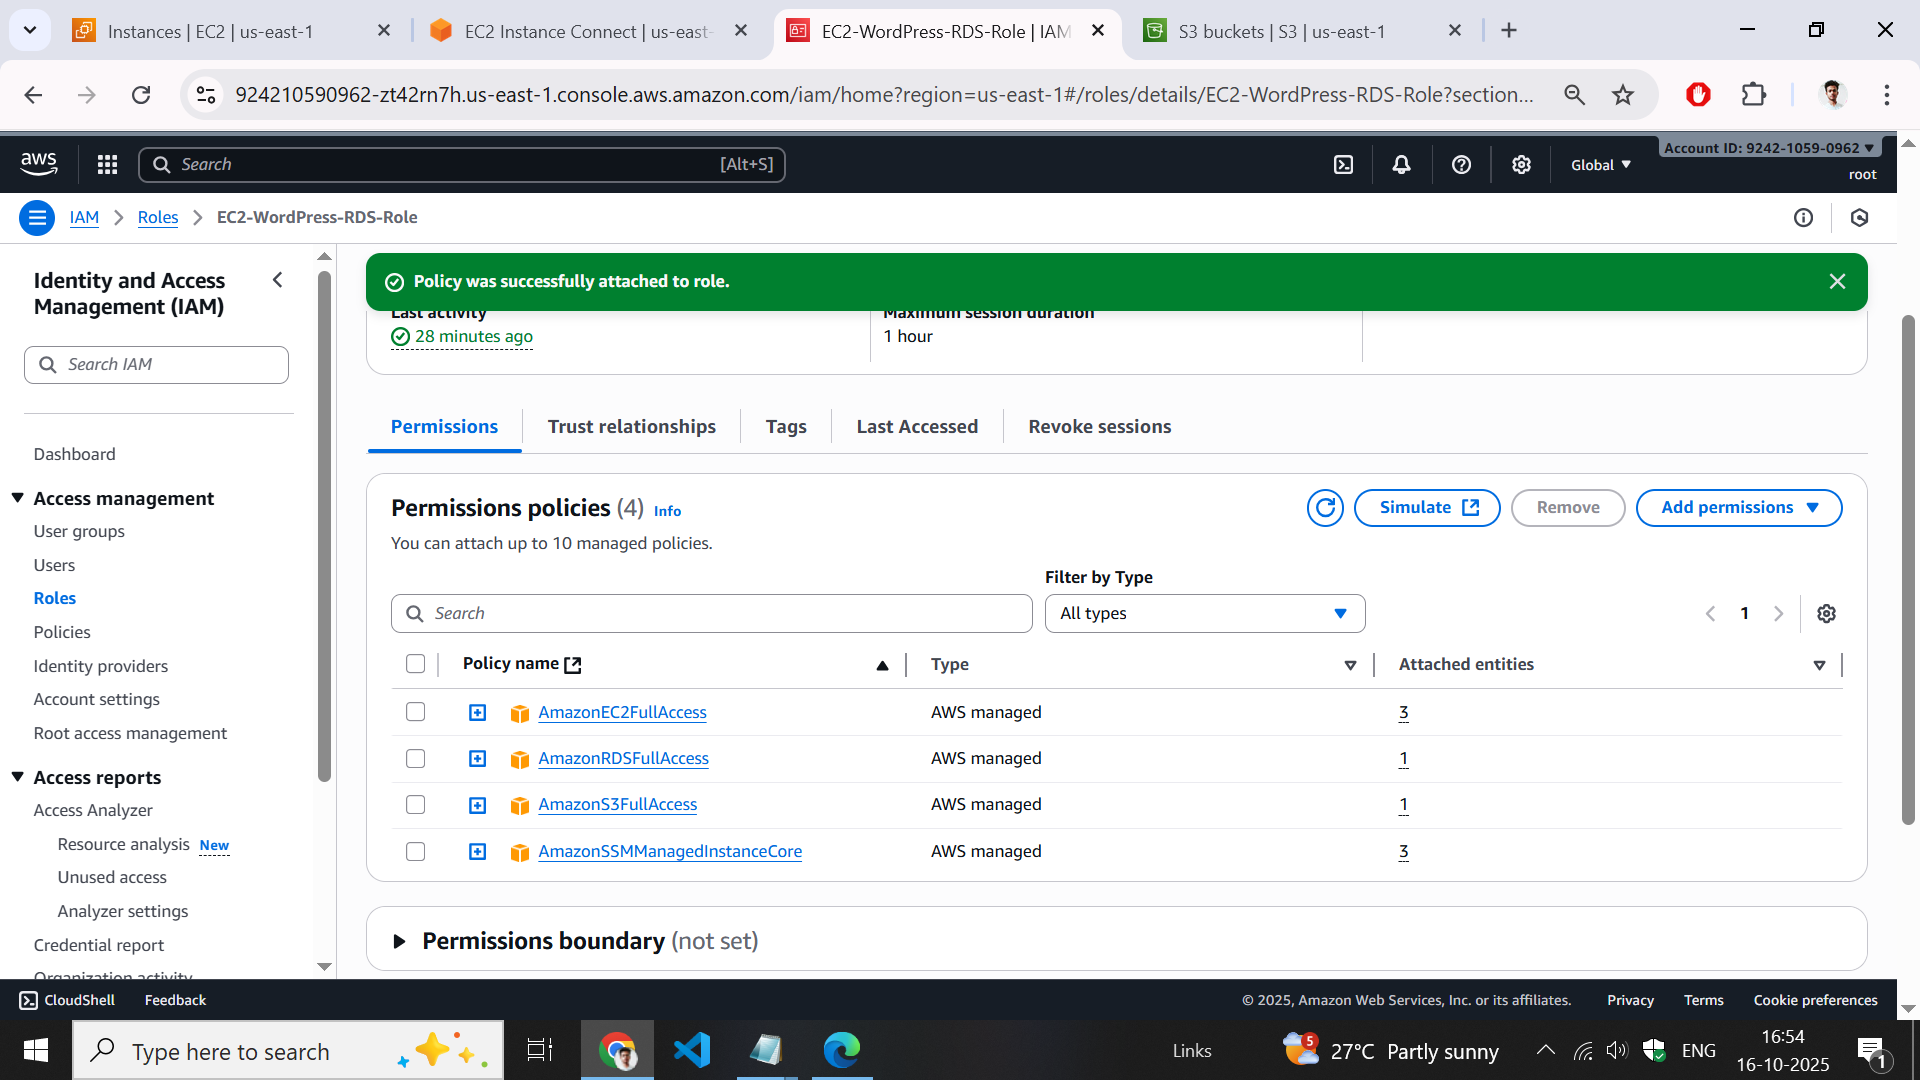 Instances | EC2 | us-east-1
EC2 Instance Connect | us-east-
EC2-WordPress-RDS-Role | IAM
S3 buckets | S3 | us-east-1
924210590962-zt42rn7h.us-east-1.console.aws.amazon.com/iam/home?region=us-east-1#/roles/details/EC2-WordPress-RDS-Role?section...
aws
Search
[Alt+S]
Global
Account ID: 9242-1059-0962
root
IAM
Roles
EC2-WordPress-RDS-Role
Identity and Access
Management (IAM)
Search IAM
Dashboard
Access management
User groups
Users
Roles
Policies
Identity providers
Account settings
Root access management
Access reports
Access Analyzer
Resource analysis New
Unused access
Analyzer settings
Credential report
Organization activity
Policy was successfully attached to role.
Last activity
28 minutes ago
Maximum session duration
1 hour
Permissions
Trust relationships
Tags
Last Accessed
Revoke sessions
Permissions policies (4) Info
Simulate
Remove
Add permissions
You can attach up to 10 managed policies.
Filter by Type
Search
All types
1
Policy name
Type
Attached entities
AmazonEC2FullAccess AWS managed 3
AmazonRDSFullAccess AWS managed 1
AmazonS3FullAccess AWS managed 1
AmazonSSMManagedInstanceCore AWS managed 3
Permissions boundary (not set)
CloudShell
Feedback
© 2025, Amazon Web Services, Inc. or its affiliates.
Privacy
Terms
Cookie preferences
Type here to search
Links
5
27°C Partly sunny
ENG
16:54
16-10-2025
1